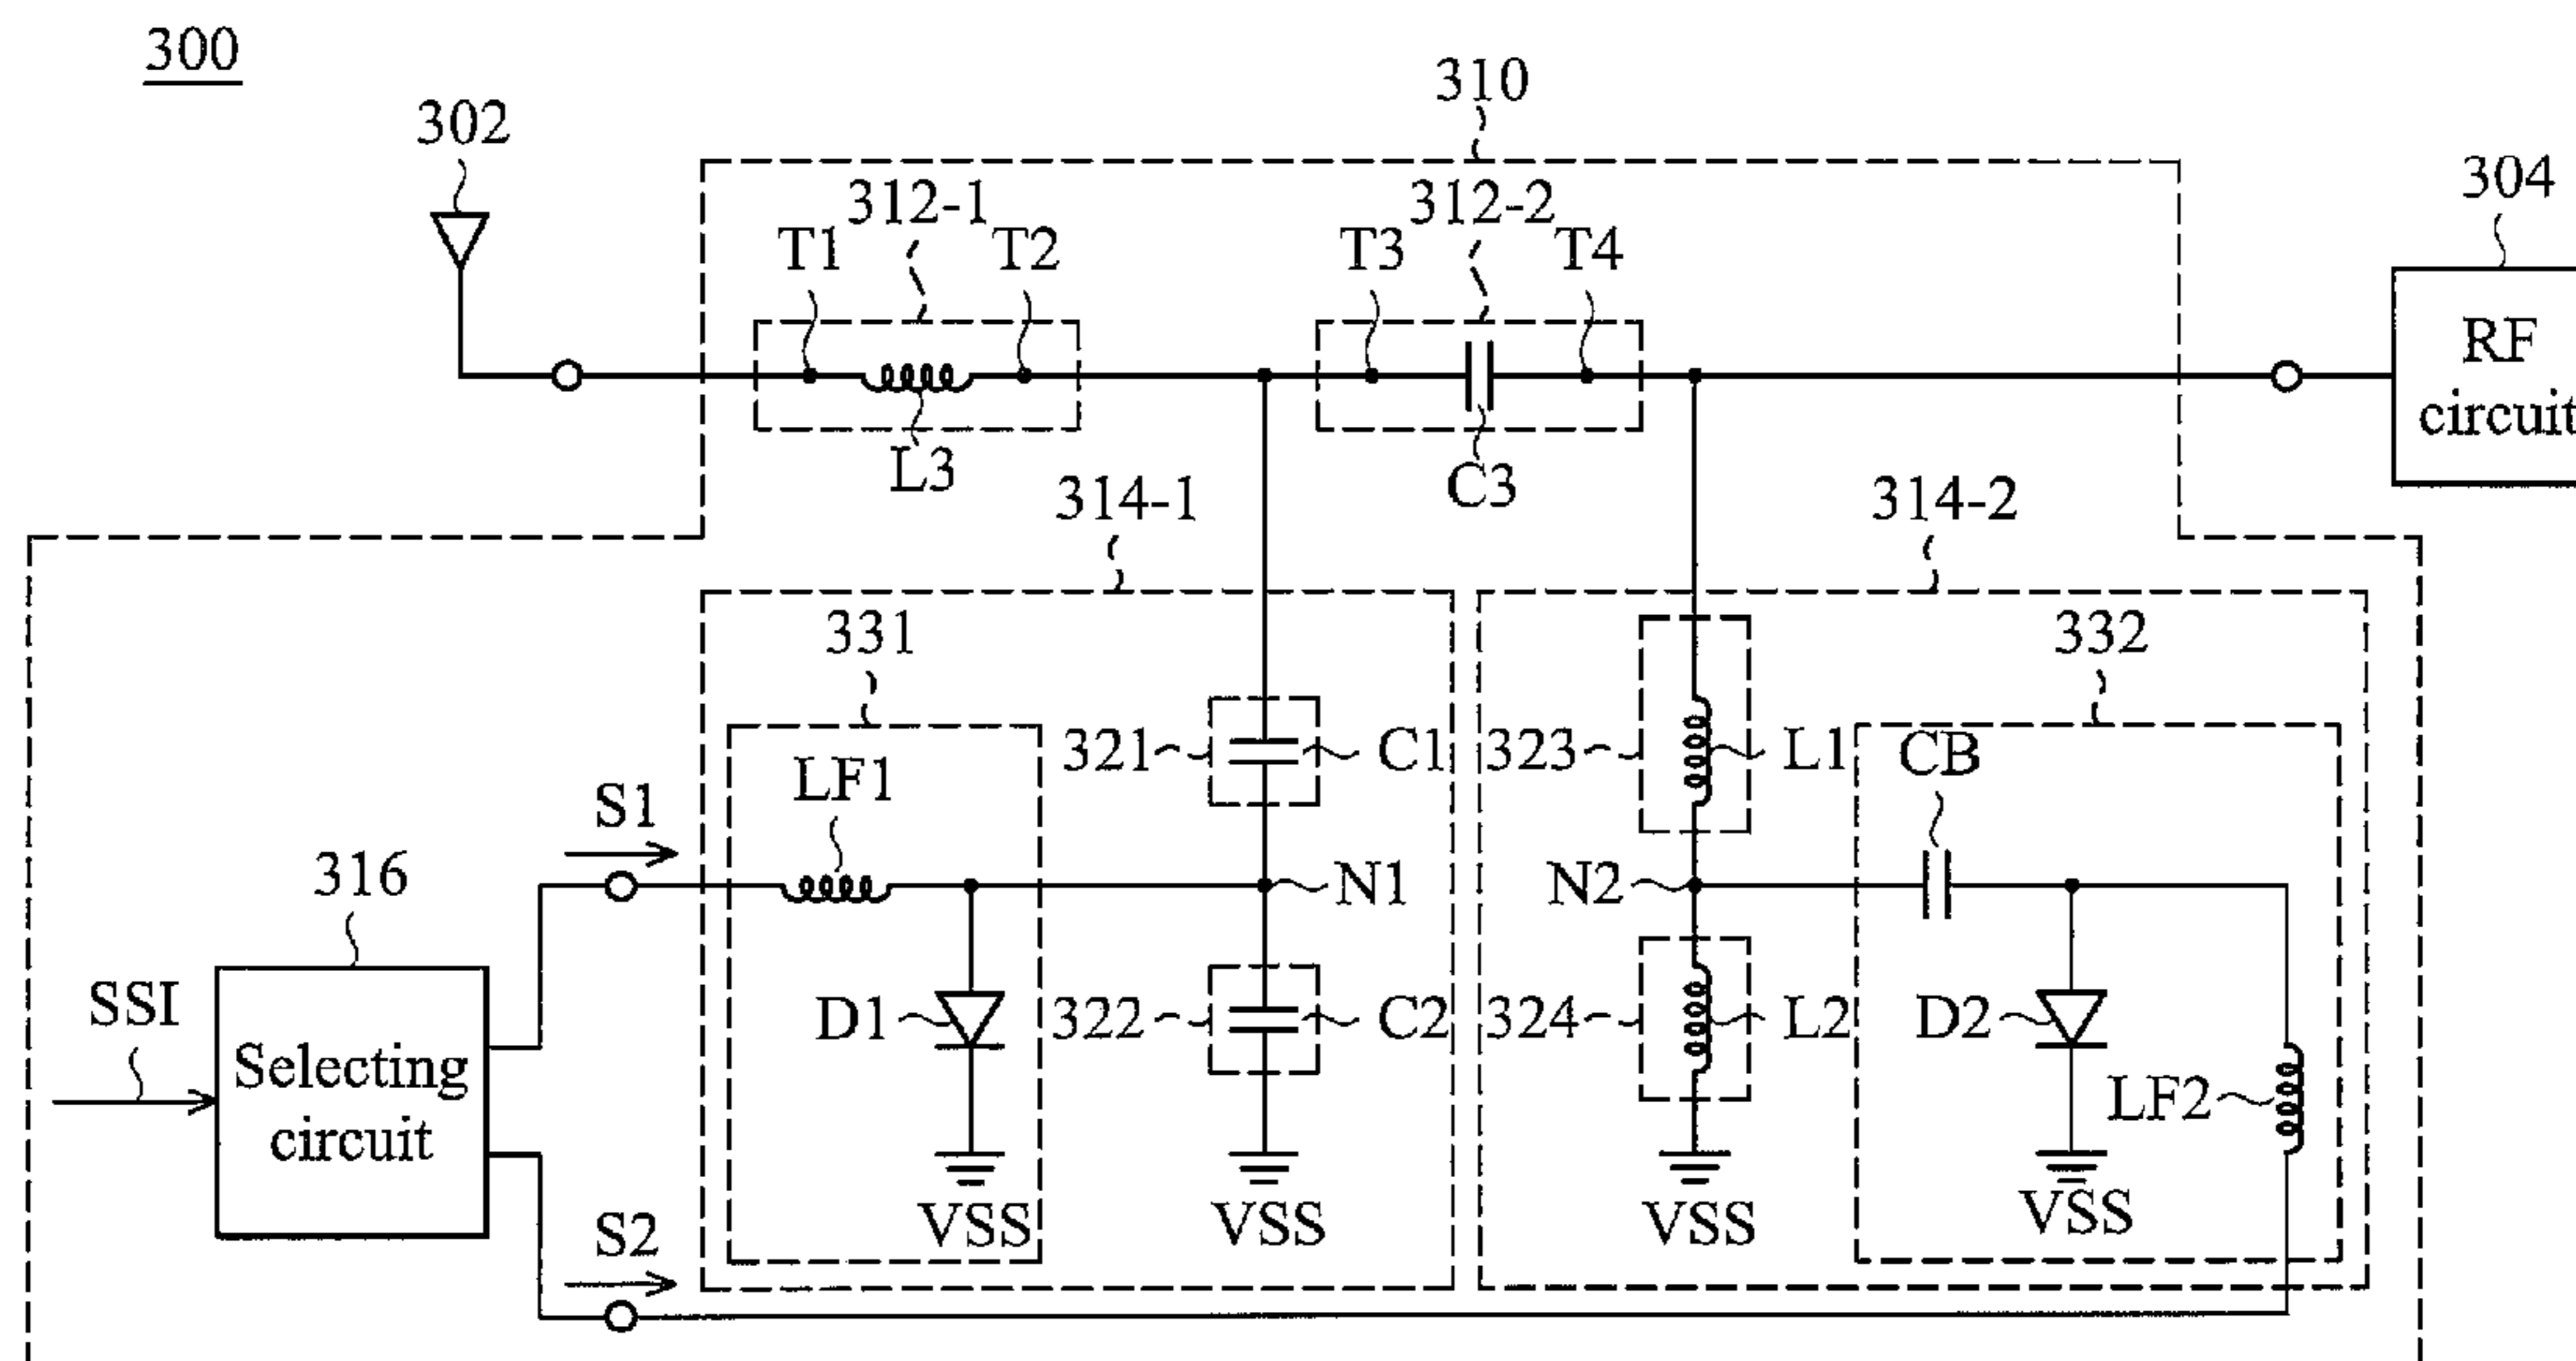 300
310
302
304
312-1
312-2
T1
T2
T3
T4
RF
circuit
L3
C3
314-1
314-2
331
332
321
C1
323
L1
CB
LF1
S1
316
N1
N2
SSI
Selecting
circuit
D1
322
C2
324
L2
D2
LF2
VSS
VSS
VSS
VSS
S2